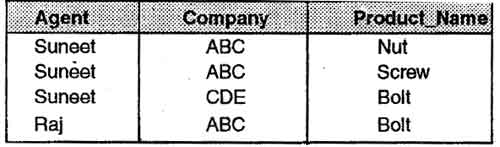 Agent Company Product_Name
Suneet ABC Nut
Suneet ABC Screw
Suneet CDE Bolt
Raj ABC Bolt